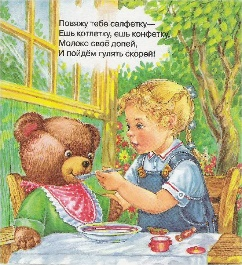 Повяжу тебе салфетку—
Ешь котлетку, ешь конфетку,
Молоко своё допей,
И пойдём гулять скорей!